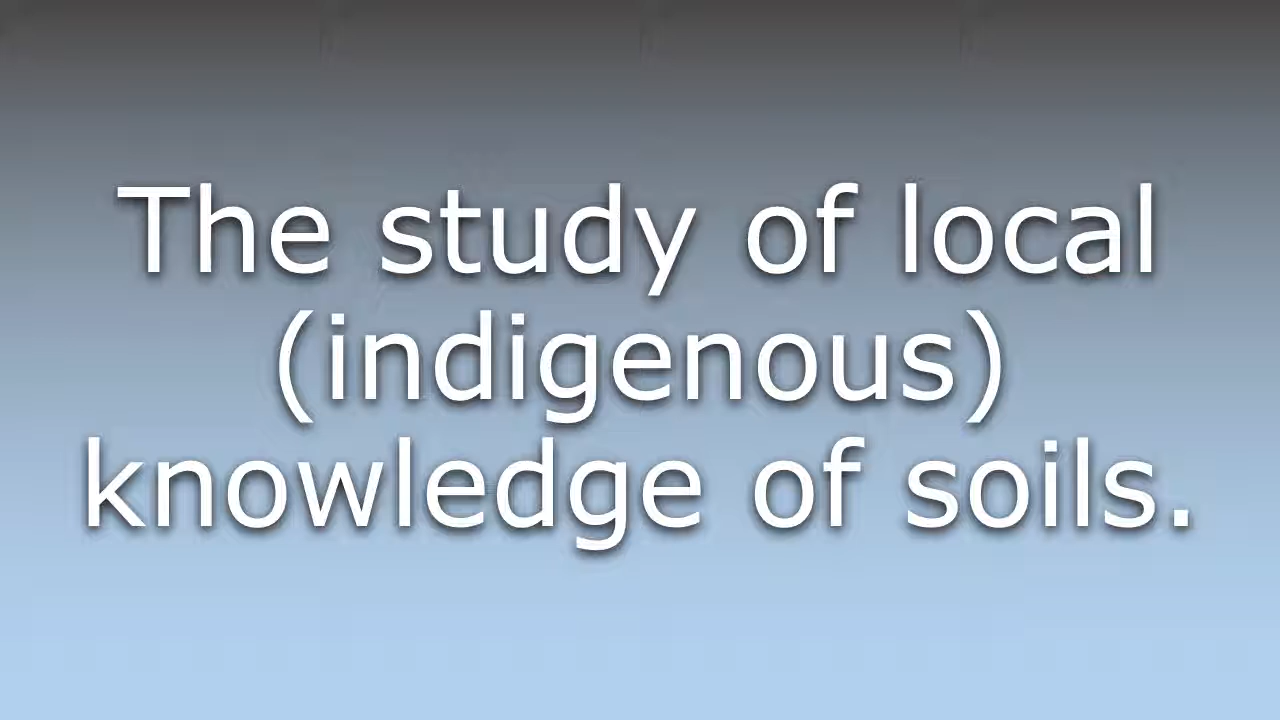 The study of local
(indigenous)
knowledge of soils.